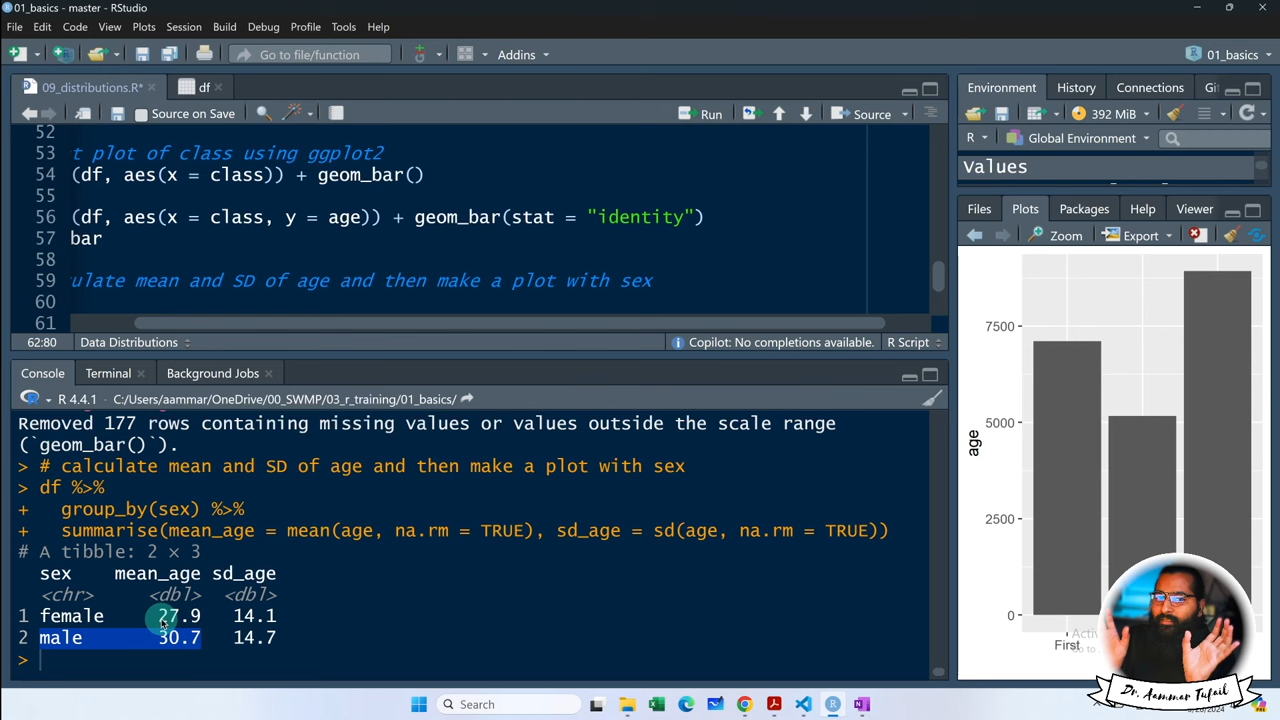 01_basics - master - RStudio
File Edit Code View Plots Session Build Debug Profile Tools Help
Go to file/function
Addins
01_basics
09_distributions.R*
df
Source on Save
Run
Source
52
53 t plot of class using ggplot2
54 (df, aes(x = class)) + geom_bar()
55
56 (df, aes(x = class, y = age)) + geom_bar(stat = "identity")
57 bar
58
59 ulate mean and SD of age and then make a plot with sex
60
61
62:80 Data Distributions
Copilot: No completions available.
R Script
Console Terminal Background Jobs
R 4.4.1 · C:/Users/aammar/OneDrive/00_SWMP/03_r_training/01_basics/
Removed 177 rows containing missing values or values outside the scale range
(`geom_bar()`).
> # calculate mean and SD of age and then make a plot with sex
> df %>%
+ group_by(sex) %>%
+ summarise(mean_age = mean(age, na.rm = TRUE), sd_age = sd(age, na.rm = TRUE))
# A tibble: 2 × 3
sex mean_age sd_age
<chr> <dbl> <dbl>
1 female 27.9 14.1
2 male 30.7 14.7
>
Environment History Connections
392 MiB
R Global Environment
Values
Files Plots Packages Help Viewer
Zoom Export
7500
5000
2500
0
age
First
Dr. Aammar Tufail
Search